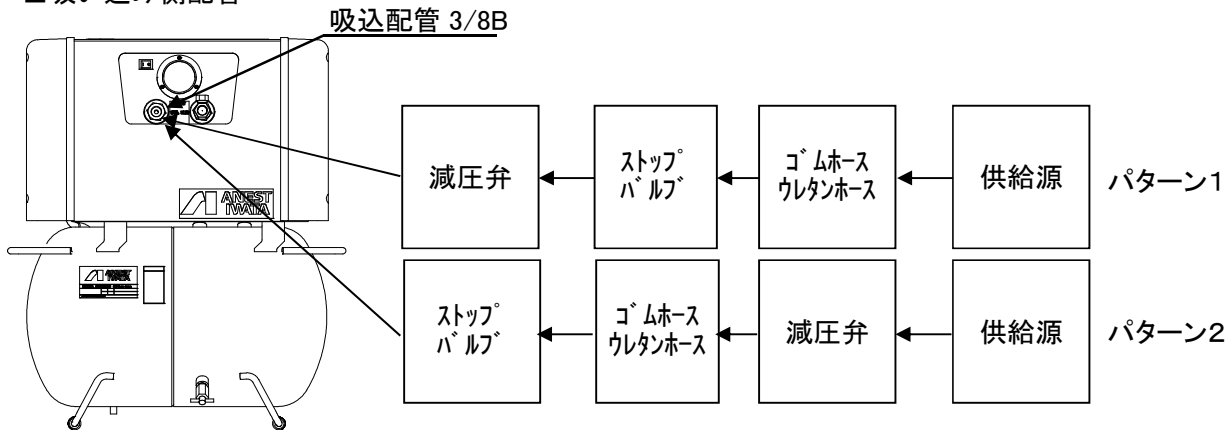 吸込配管 3/8B
減圧弁
ストップ
バルブ
ゴムホース
ウレタンホース
供給源
パターン1
ANEST
IWATA
ストップ
バルブ
ゴムホース
ウレタンホース
減圧弁
供給源
パターン2